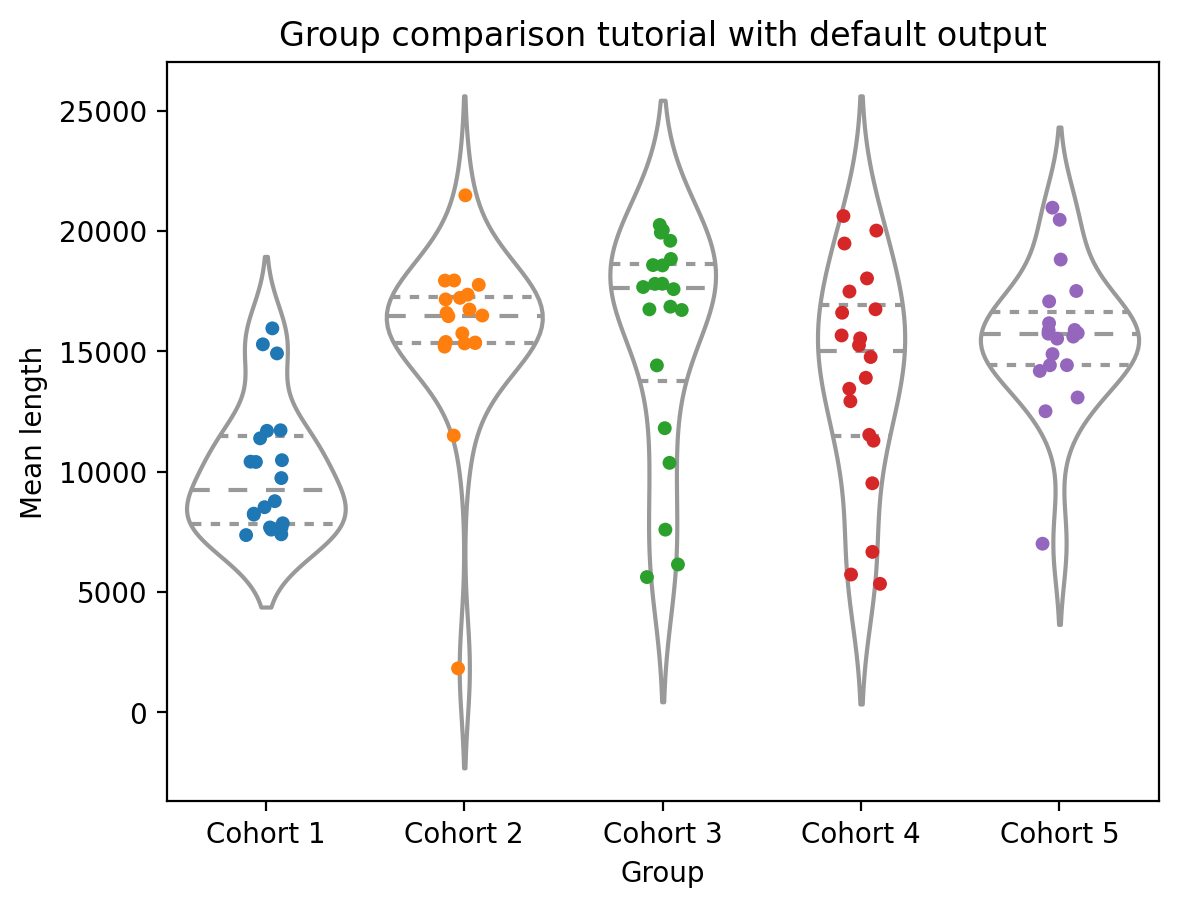 Group comparison tutorial with default output
25000
20000
15000
10000
5000
0
Mean length
Cohort 1
Cohort 2
Cohort 3
Cohort 4
Cohort 5
Group